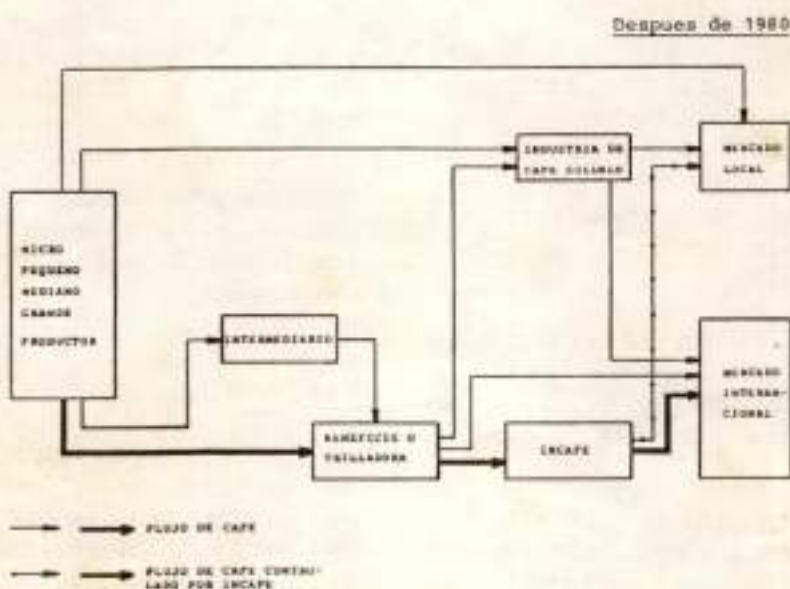 Despues de 1980
INDUSTRIA DE
CAFE SOLUBLE
MERCADO
LOCAL
MICRO
PEQUENO
MEDIANO
GRANDE
PRODUCTOR
INTERMEDIARIO
MERCADO
INTERNA-
CIONAL
BENEFICIO O
TRILLADORA
INCAFE
FLUJO DE CAFE
FLUJO DE CAFE CONTRO-
LADO POR INCAFE